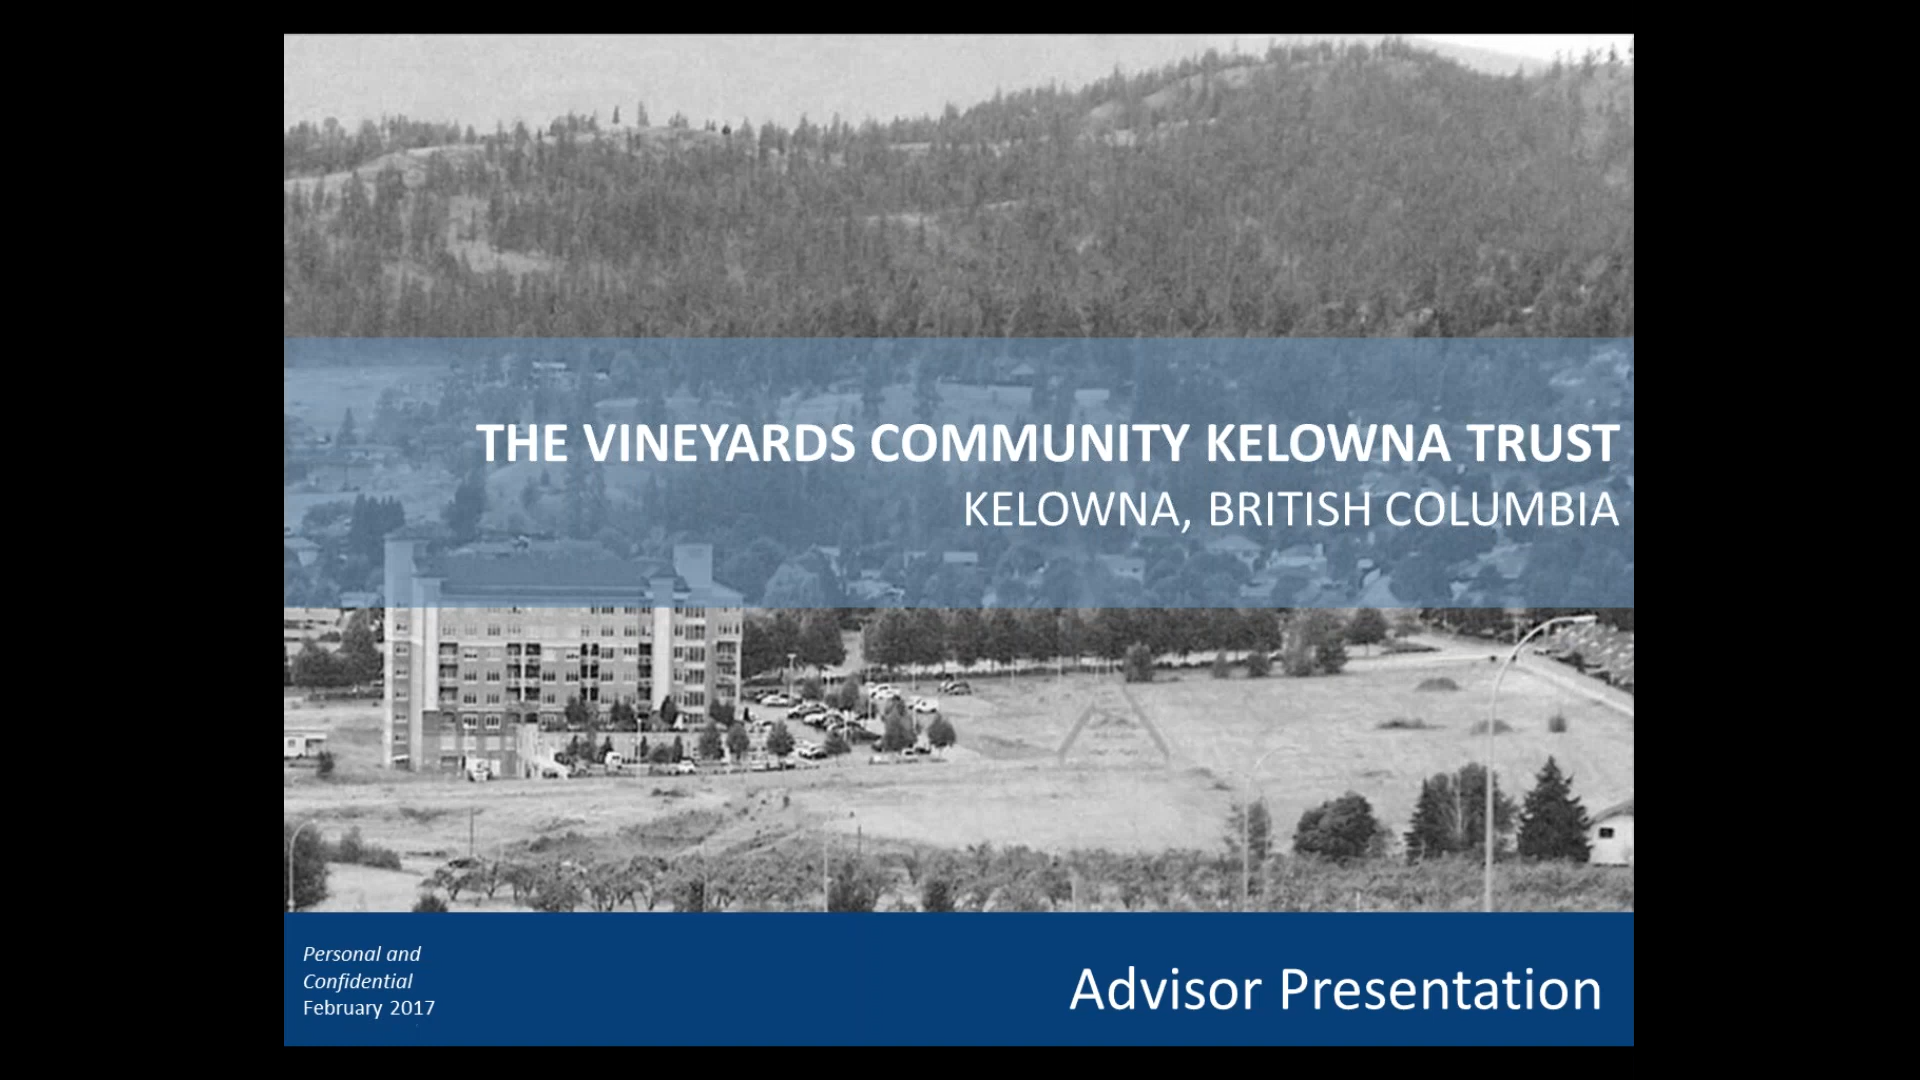 THE VINEYARDS COMMUNITY KELOWNA TRUST
KELOWNA, BRITISH COLUMBIA
Personal and
Confidential
February 2017
Advisor Presentation